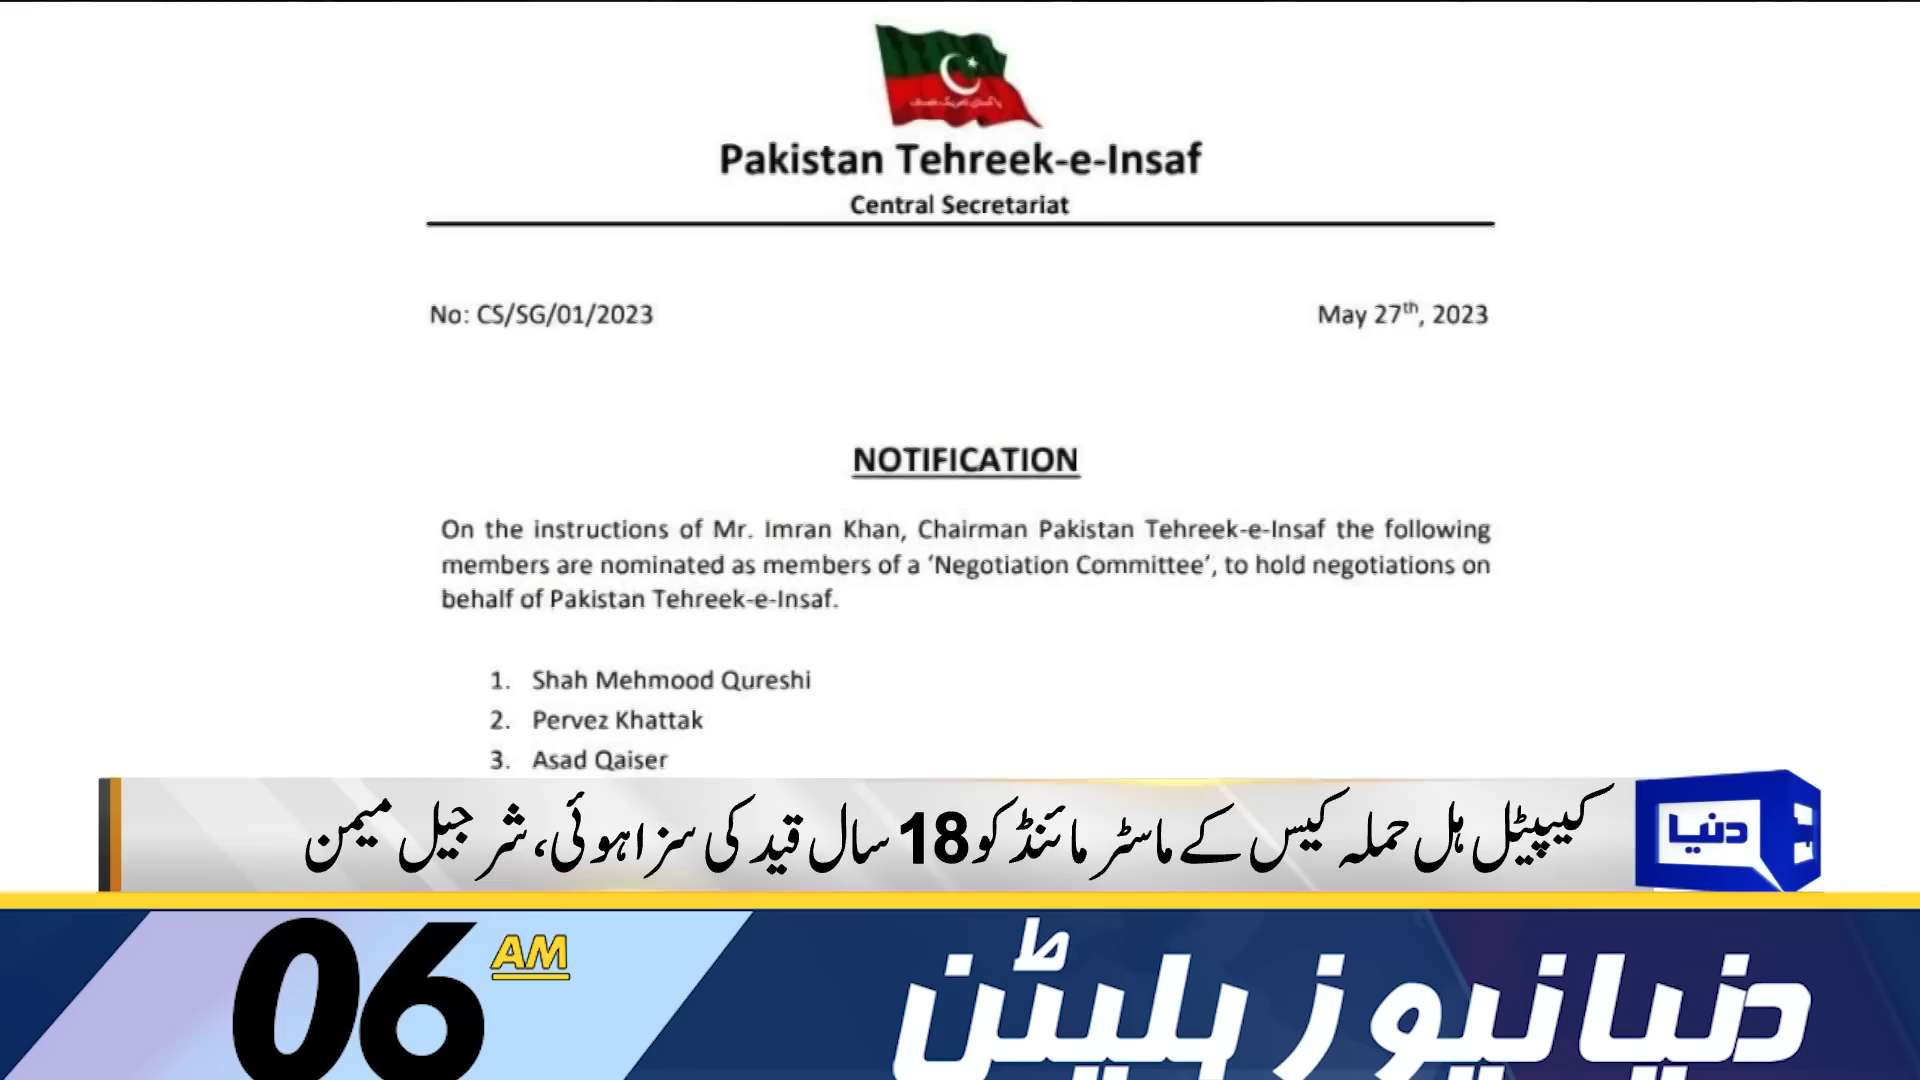 Pakistan Tehreek-e-Insaf
Central Secretariat
No: CS/SG/01/2023
May 27th, 2023
NOTIFICATION
On the instructions of Mr. Imran Khan, Chairman Pakistan Tehreek-e-Insaf the following
members are nominated as members of a ‘Negotiation Committee’, to hold negotiations on
behalf of Pakistan Tehreek-e-Insaf.
1. Shah Mehmood Qureshi
2. Pervez Khattak
3. Asad Qaiser
کیپیٹل ہل حملہ کیس کے ماسٹر مائنڈ کو 18 سال قید کی سزا ہوئی، شرجیل میمن
دنیا
06 AM
دنیا نیوز بلیٹن